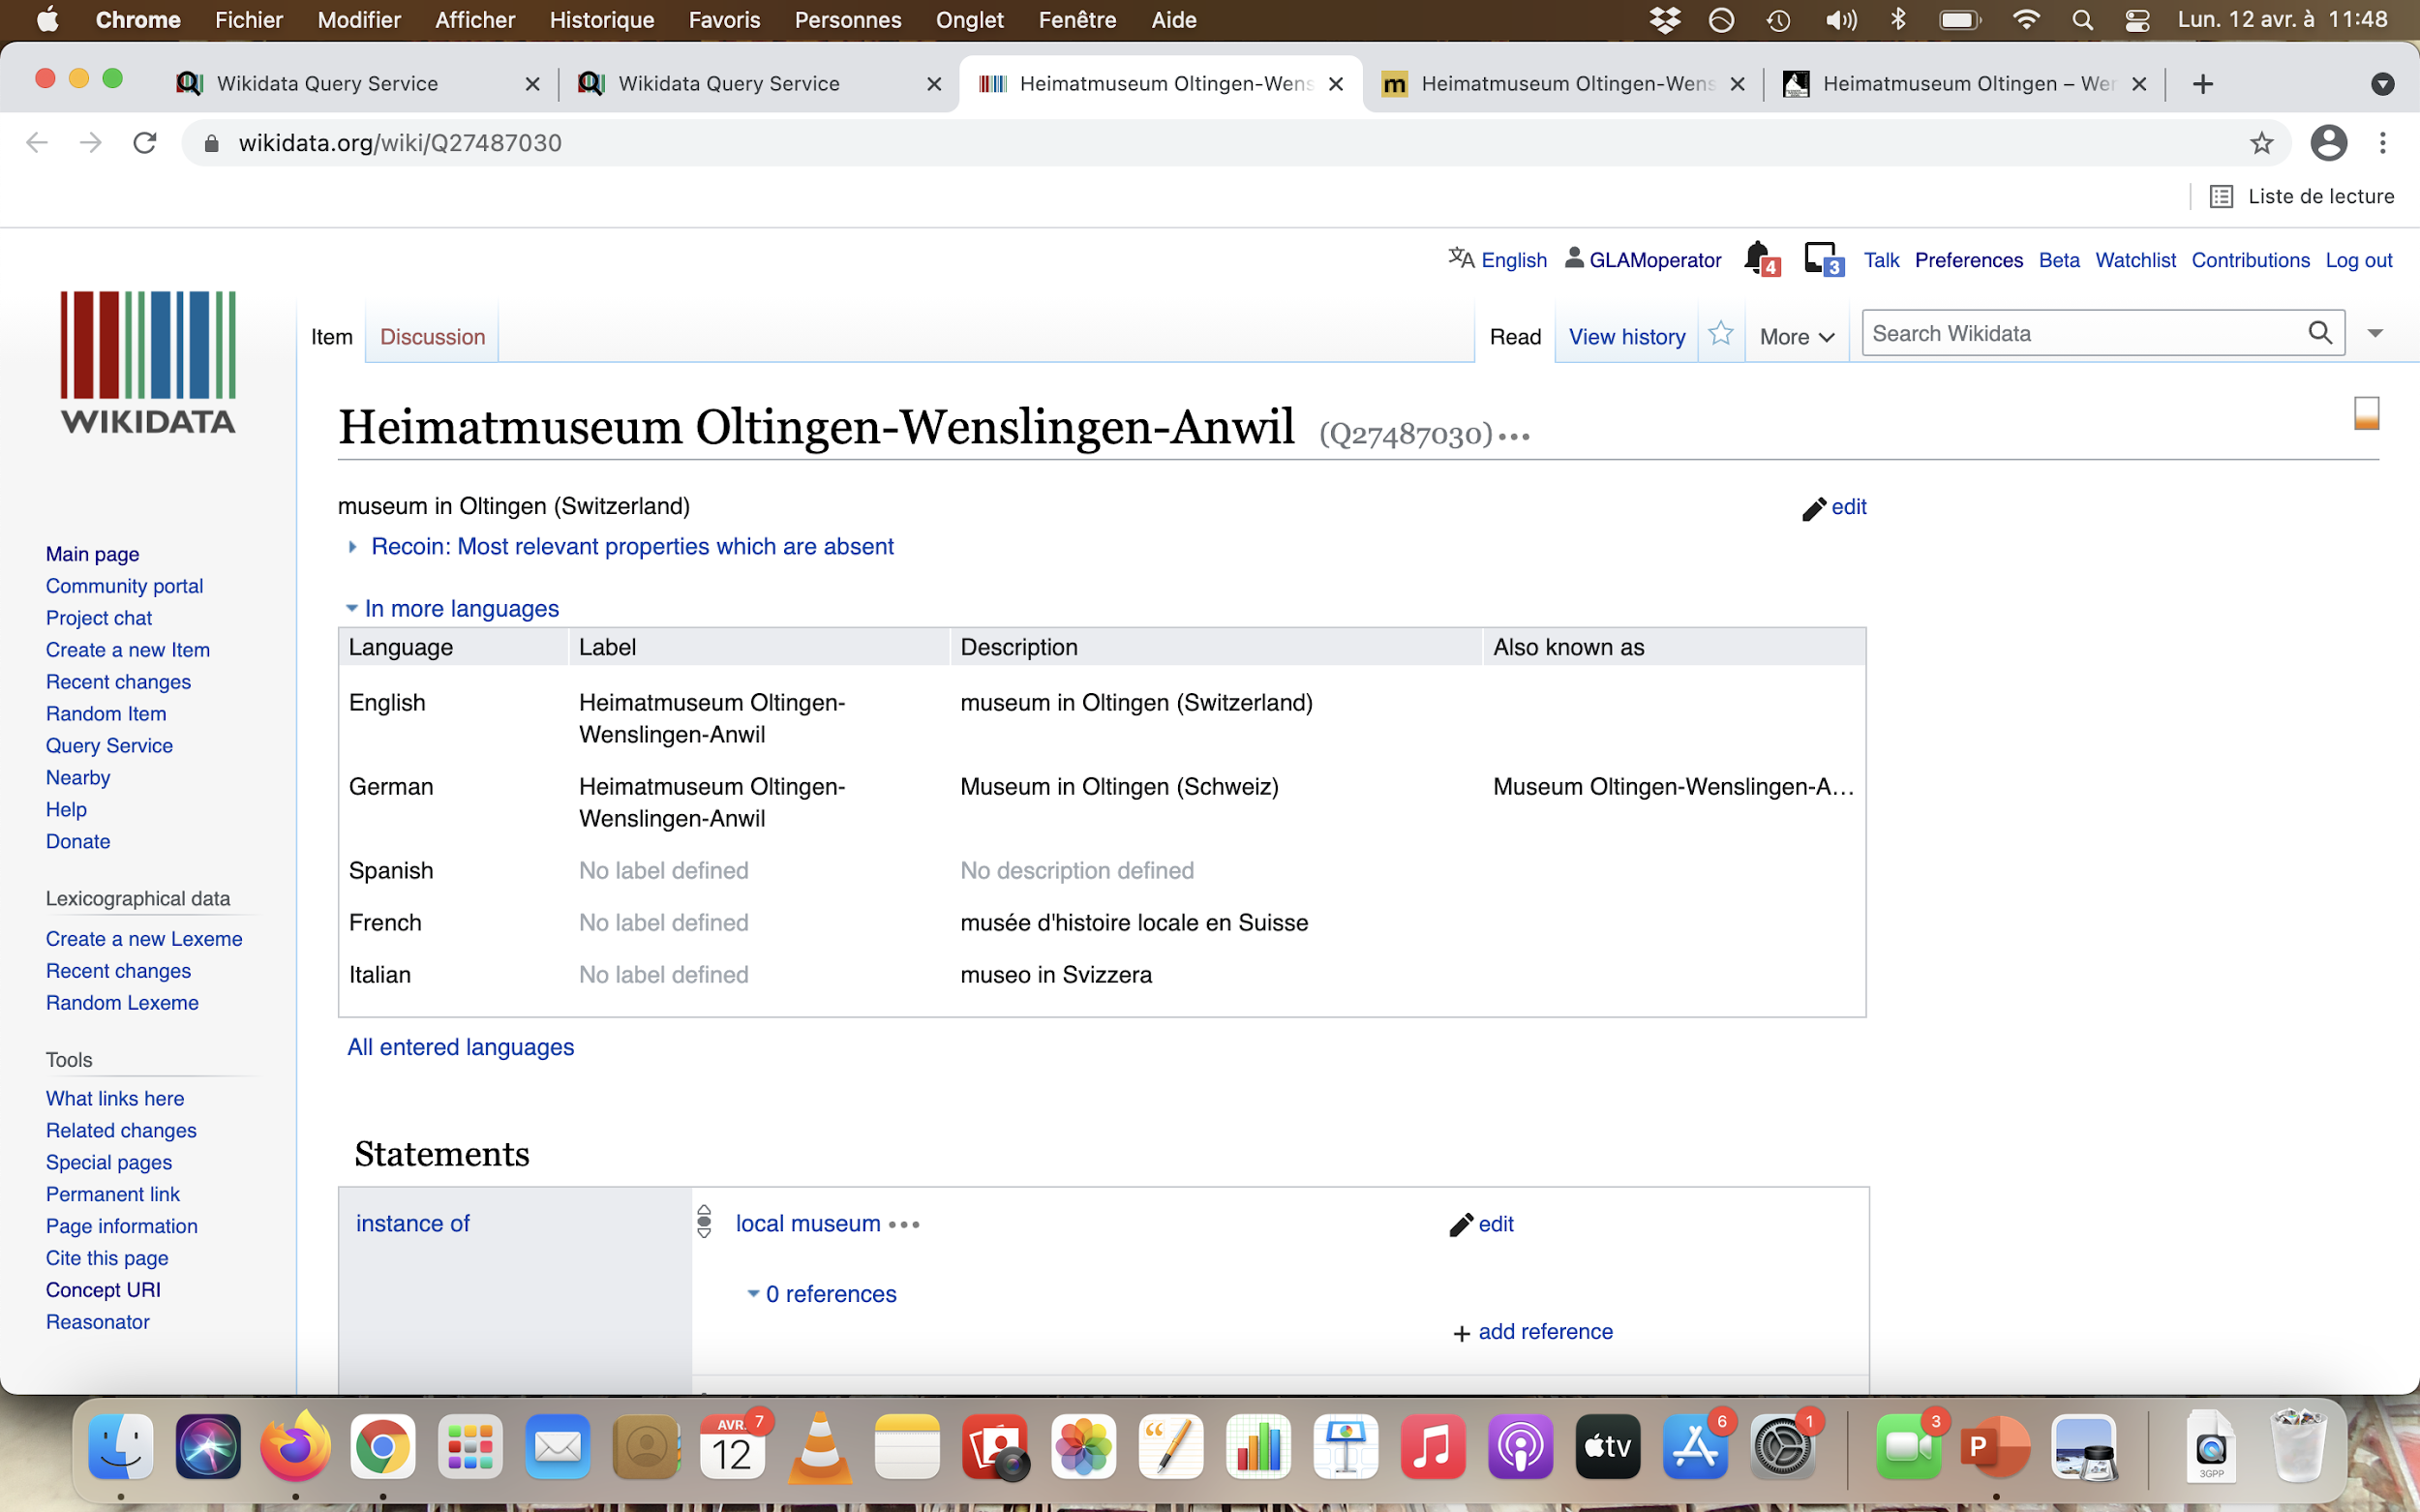 Chrome Fichier Modifier Afficher Historique Favoris Personnes Onglet Fenêtre Aide Lun. 12 avr. à 11:48
Wikidata Query Service Wikidata Query Service Heimatmuseum Oltingen-Wens Heimatmuseum Oltingen-Wens Heimatmuseum Oltingen – Wer
wikidata.org/wiki/Q27487030
Liste de lecture
English GLAMoperator 4 3 Talk Preferences Beta Watchlist Contributions Log out
WIKIDATA
Item Discussion Read View history More Search Wikidata
Heimatmuseum Oltingen-Wenslingen-Anwil (Q27487030)
museum in Oltingen (Switzerland) edit
Recoin: Most relevant properties which are absent
In more languages
Language Label Description Also known as
English Heimatmuseum Oltingen- museum in Oltingen (Switzerland)
Wenslingen-Anwil
German Heimatmuseum Oltingen- Museum in Oltingen (Schweiz) Museum Oltingen-Wenslingen-A...
Wenslingen-Anwil
Spanish No label defined No description defined
French No label defined musée d'histoire locale en Suisse
Italian No label defined museo in Svizzera
All entered languages
Statements
instance of local museum edit
0 references
add reference
Main page
Community portal
Project chat
Create a new Item
Recent changes
Random Item
Query Service
Nearby
Help
Donate
Lexicographical data
Create a new Lexeme
Recent changes
Random Lexeme
Tools
What links here
Related changes
Special pages
Permanent link
Page information
Cite this page
Concept URI
Reasonator
AVR. 7
12
tv
6
1
3
P
3GPP